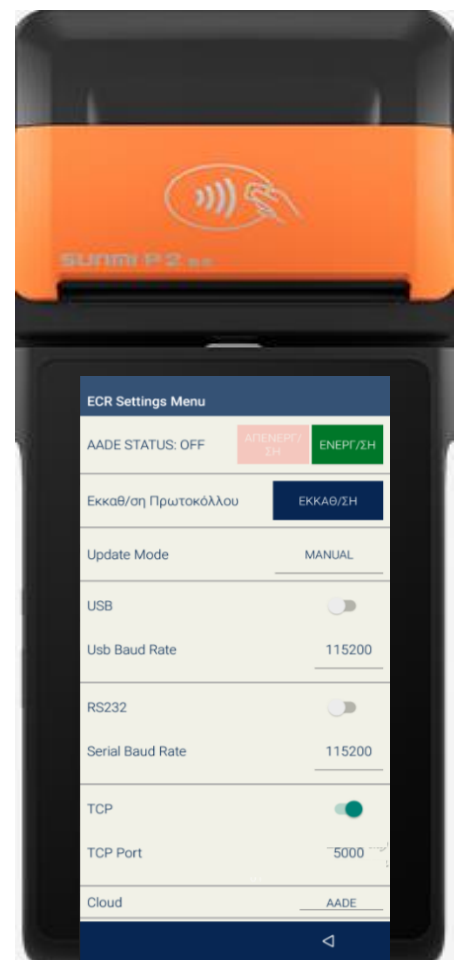 SUNMI P2
ECR Settings Menu
AADE STATUS: OFF
ΑΠΕΝΕΡΓ/
ΣΗ
ΕΝΕΡΓ/ΣΗ
Εκκαθ/ση Πρωτοκόλλου
ΕΚΚΑΘ/ΣΗ
Update Mode
MANUAL
USB
Usb Baud Rate
115200
RS232
Serial Baud Rate
115200
TCP
TCP Port
5000
Cloud
AADE